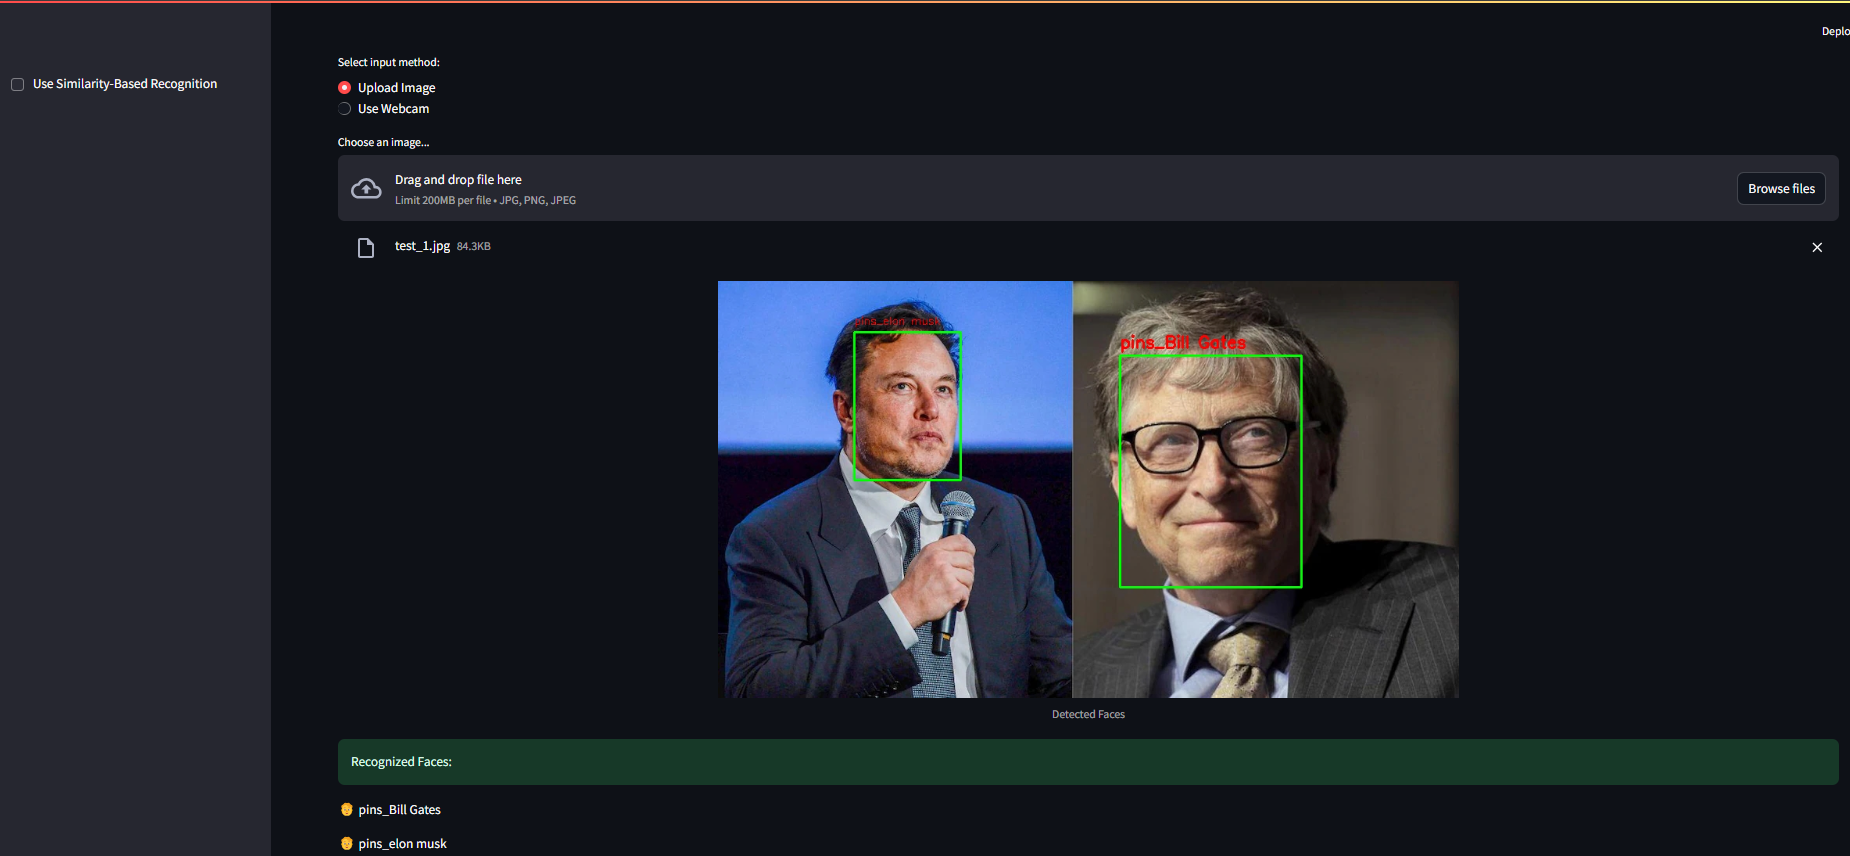 Deplo
Use Similarity-Based Recognition
Select input method:
Upload Image
Use Webcam
Choose an image...
Drag and drop file here
Limit 200MB per file • JPG, PNG, JPEG
Browse files
test_1.jpg 84.3KB
pins_elon musk
pins_Bill Gates
Detected Faces
Recognized Faces:
pins_Bill Gates
pins_elon musk